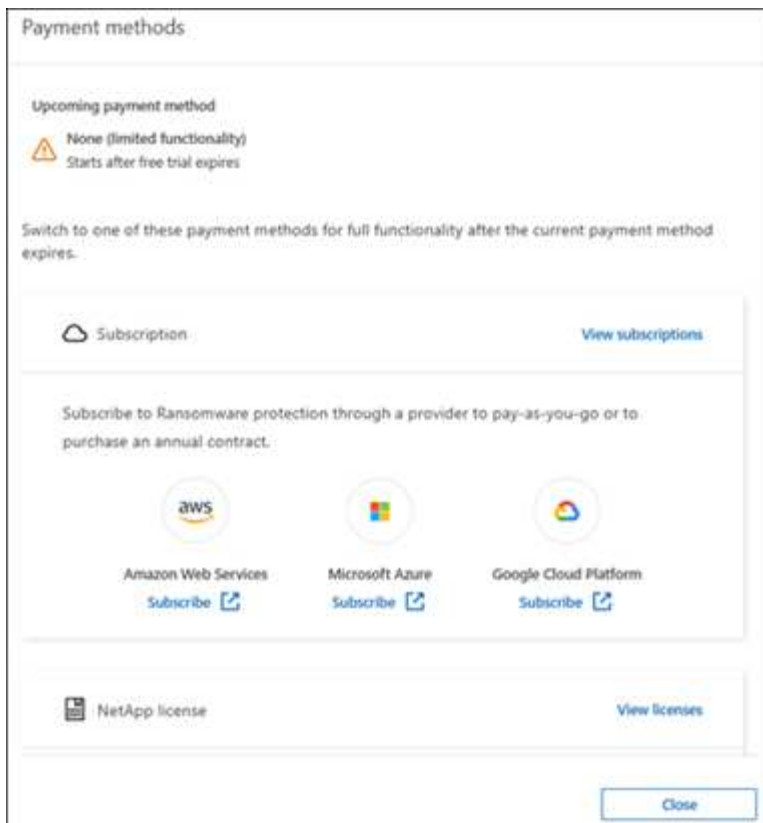 Payment methods
Upcoming payment method
None (limited functionality)
Starts after free trial expires
Switch to one of these payment methods for full functionality after the current payment method
expires.
Subscription
View subscriptions
Subscribe to Ransomware protection through a provider to pay-as-you-go or to
purchase an annual contract.
aws
Amazon Web Services
Microsoft Azure
Google Cloud Platform
Subscribe
Subscribe
Subscribe
NetApp license
View licenses
Close